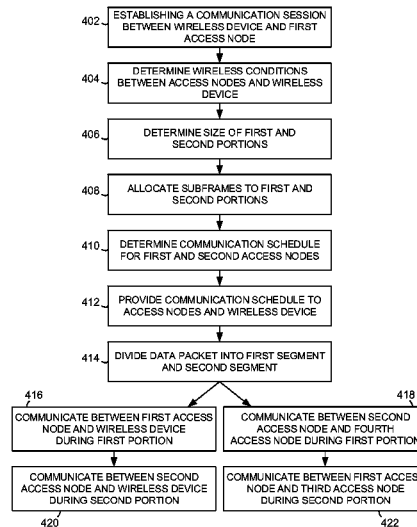 402
ESTABLISHING A COMMUNICATION SESSION
BETWEEN WIRELESS DEVICE AND FIRST
ACCESS NODE
404
DETERMINE WIRELESS CONDITIONS
BETWEEN ACCESS NODES AND WIRELESS
DEVICE
406
DETERMINE SIZE OF FIRST AND
SECOND PORTIONS
408
ALLOCATE SUBFRAMES TO FIRST AND
SECOND PORTIONS
410
DETERMINE COMMUNICATION SCHEDULE
FOR FIRST AND SECOND ACCESS NODES
412
PROVIDE COMMUNICATION SCHEDULE TO
ACCESS NODES AND WIRELESS DEVICE
414
DIVIDE DATA PACKET INTO FIRST SEGMENT
AND SECOND SEGMENT
416
COMMUNICATE BETWEEN FIRST ACCESS
NODE AND WIRELESS DEVICE
DURING FIRST PORTION
418
COMMUNICATE BETWEEN SECOND
ACCESS NODE AND FOURTH
ACCESS NODE DURING FIRST PORTION
COMMUNICATE BETWEEN SECOND
ACCESS NODE AND WIRELESS DEVICE
DURING SECOND PORTION
420
COMMUNICATE BETWEEN FIRST ACCESS
NODE AND THIRD ACCESS NODE
DURING SECOND PORTION
422